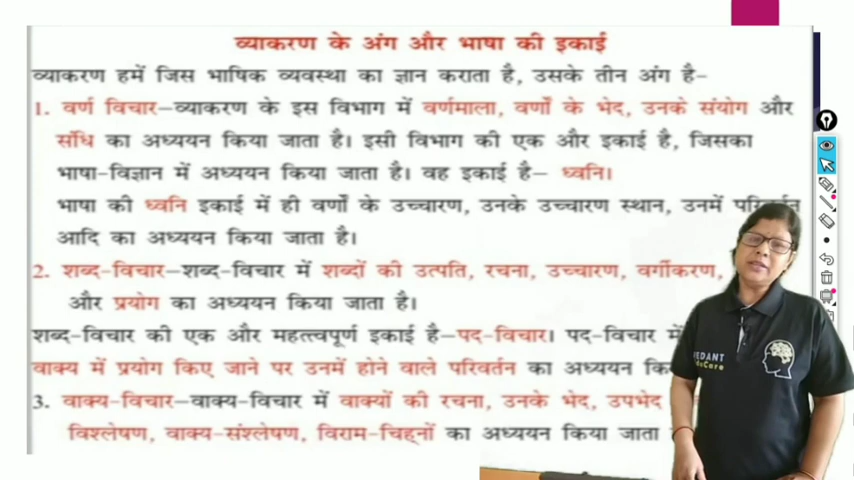 व्याकरण के अंग और भाषा की इकाई
व्याकरण हमें जिस भाषिक व्यवस्था का ज्ञान कराता है, उसके तीन अंग है–
1. वर्ण विचार–व्याकरण के इस विभाग में वर्णमाला, वर्णों के भेद, उनके संयोग और
संधि का अध्ययन किया जाता है। इसी विभाग की एक और इकाई है, जिसका
भाषा-विज्ञान में अध्ययन किया जाता है। वह इकाई है– ध्वनि।
भाषा की ध्वनि इकाई में ही वर्णों के उच्चारण, उनके उच्चारण स्थान, उनमें परिवर्तन
आदि का अध्ययन किया जाता है।
2. शब्द-विचार–शब्द-विचार में शब्दों की उत्पति, रचना, उच्चारण, वर्गीकरण,
और प्रयोग का अध्ययन किया जाता है।
शब्द-विचार की एक और महत्त्वपूर्ण इकाई है–पद-विचार। पद-विचार में
वाक्य में प्रयोग किए जाने पर उनमें होने वाले परिवर्तन का अध्ययन
3. वाक्य-विचार–वाक्य-विचार में वाक्यों की रचना, उनके भेद, उपभेद
विश्लेषण, वाक्य-संश्लेषण, विराम-चिह्नों का अध्ययन किया जाता